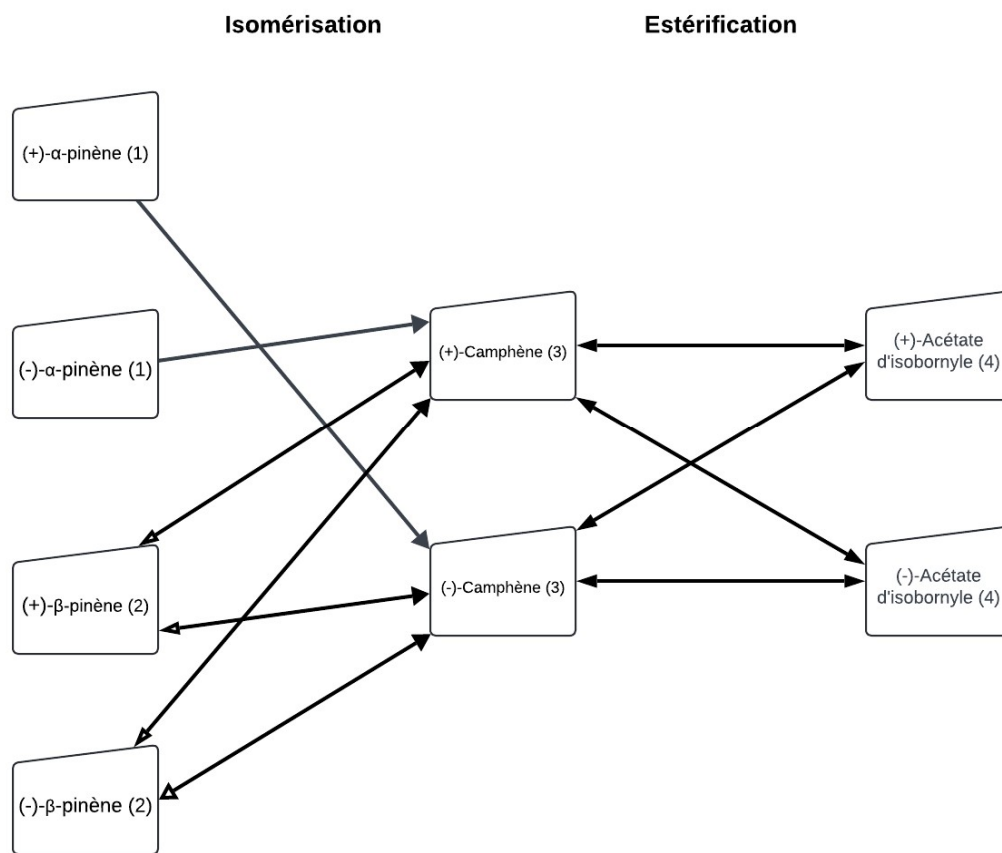 Isomérisation
Estérification
(+)-α-pinène (1)
(-)-α-pinène (1)
(+)-β-pinène (2)
(-)-β-pinène (2)
(+)-Camphène (3)
(-)-Camphène (3)
(+)-Acétate
d'isobornyle (4)
(-)-Acétate
d'isobornyle (4)